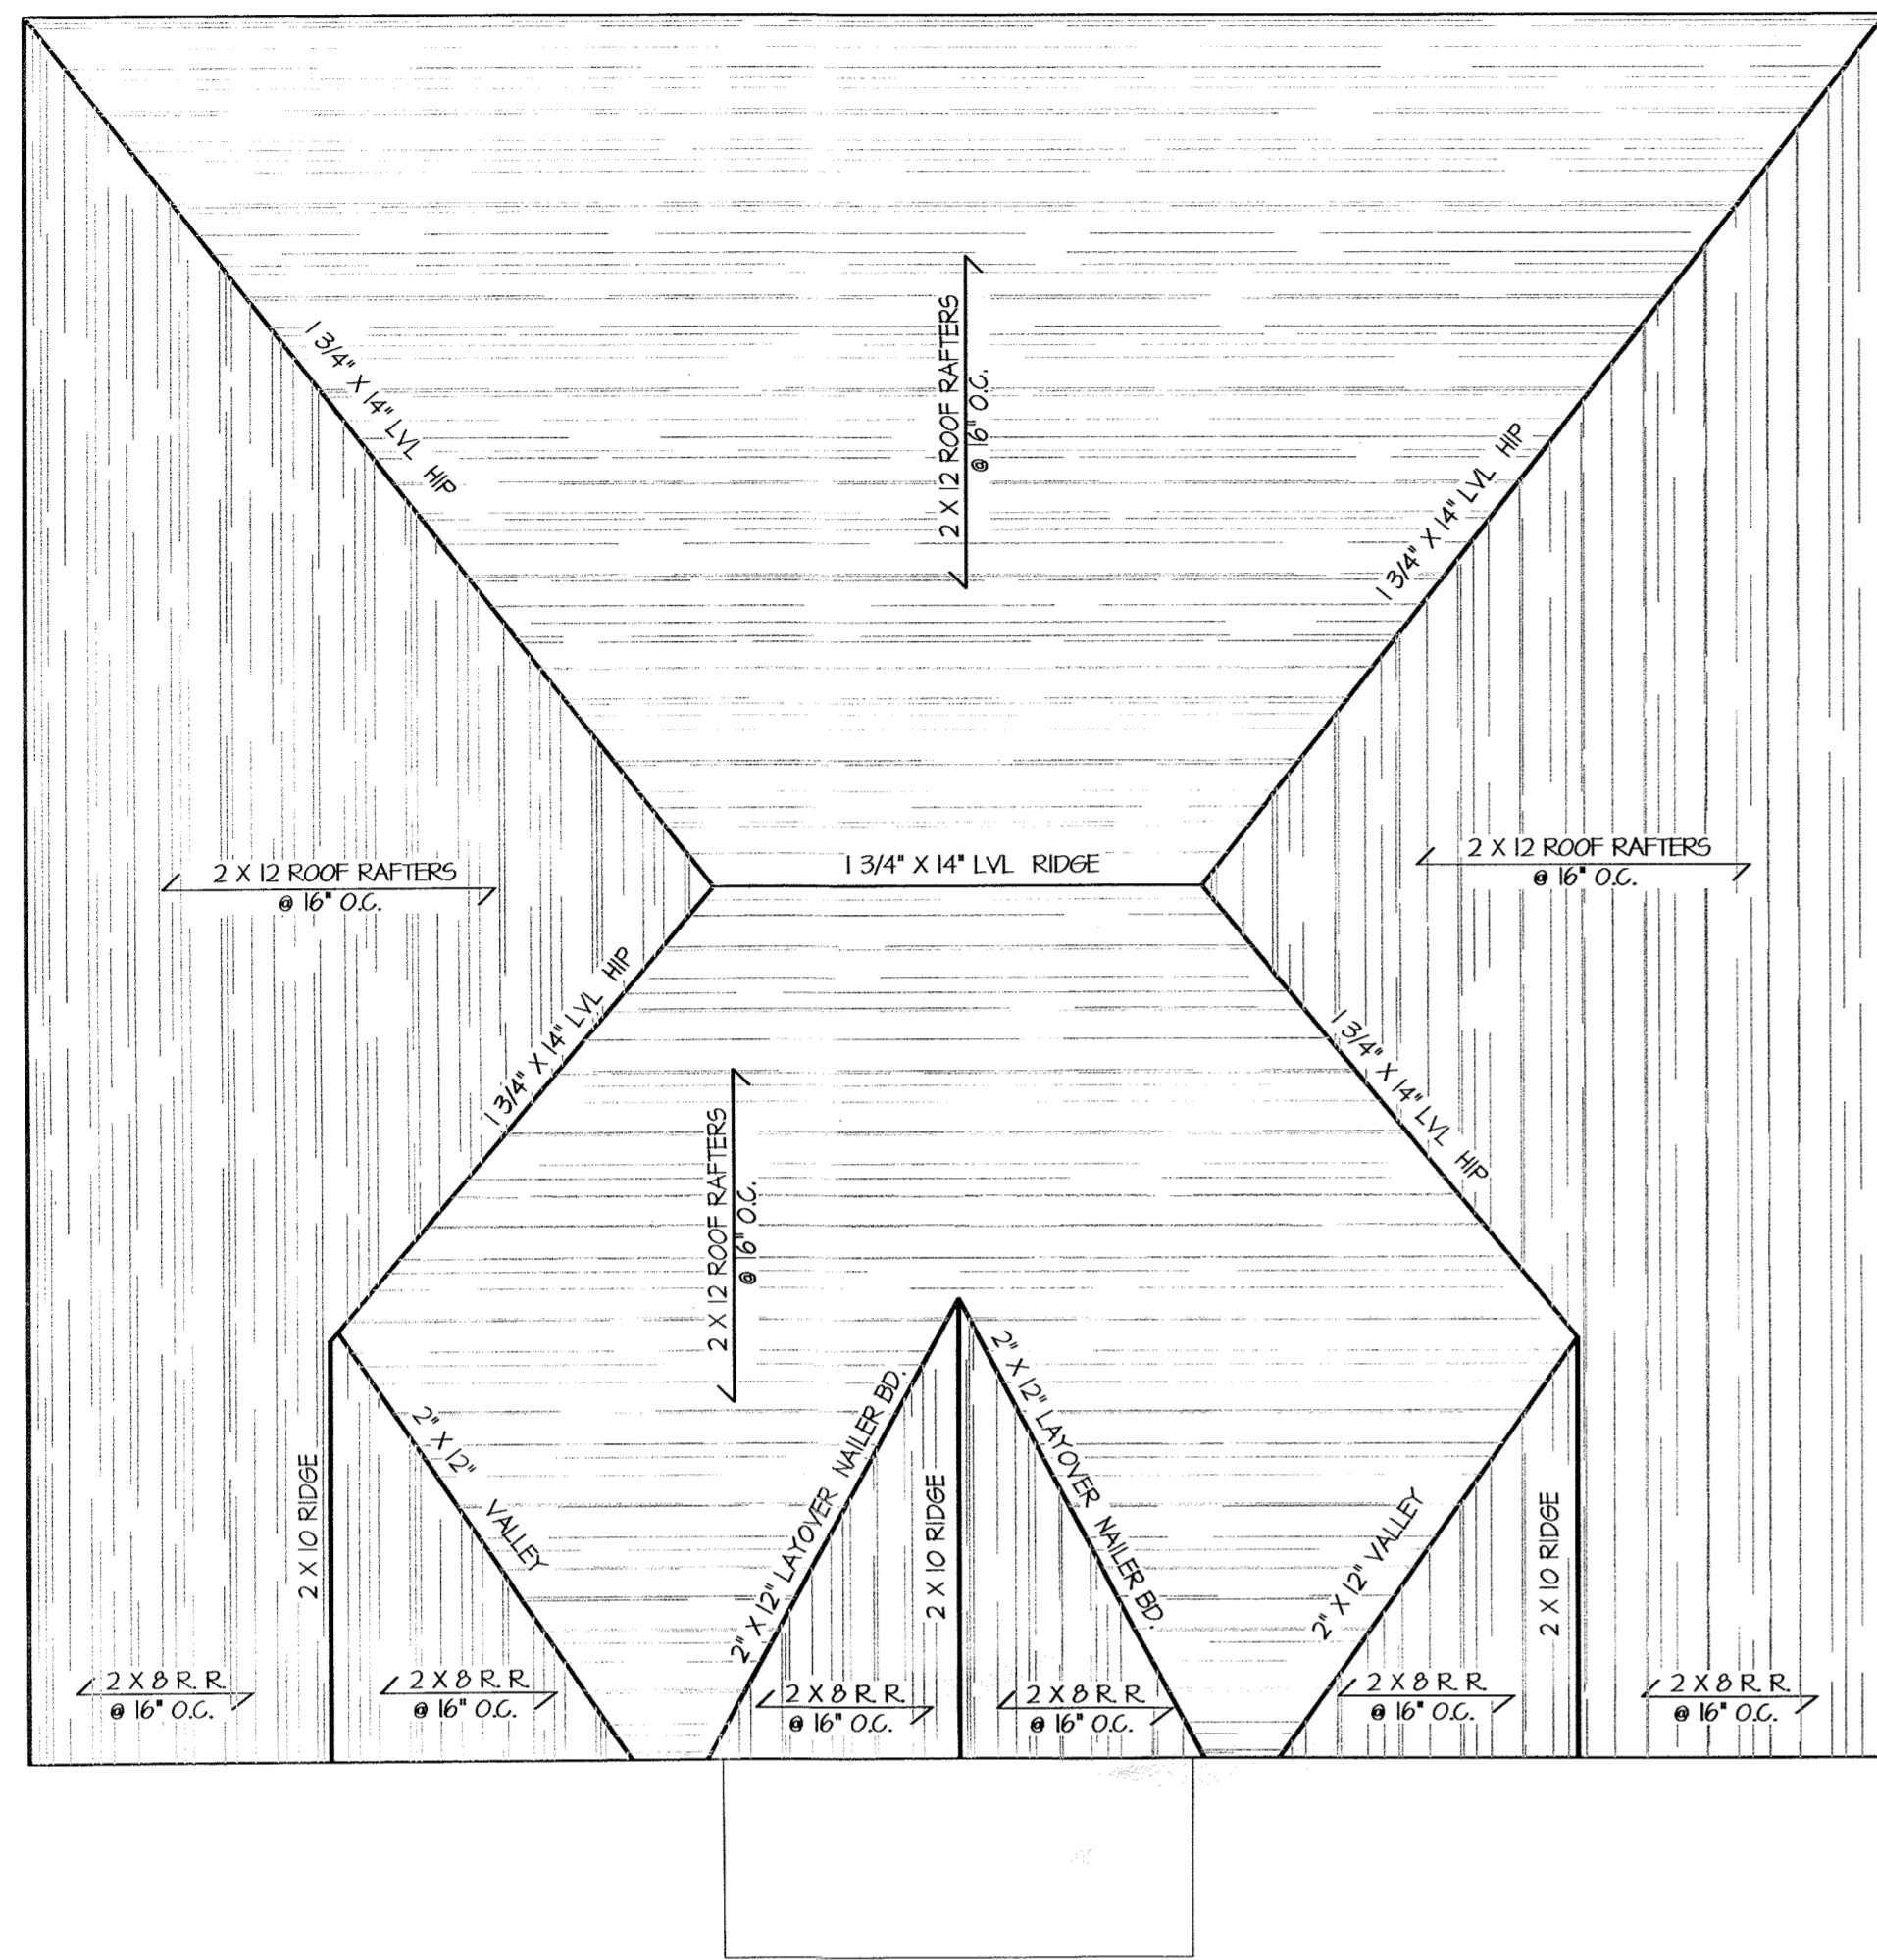 2 X 12 ROOF RAFTERS
@ 16" O.C.
1 3/4" X 14" LVL HIP
1 3/4" X 14" LVL HIP
1 3/4" X 14" LVL RIDGE
2 X 12 ROOF RAFTERS
@ 16" O.C.
2 X 12 ROOF RAFTERS
@ 16" O.C.
1 3/4" X 14" LVL HIP
1 3/4" X 14" LVL HIP
2 X 12 ROOF RAFTERS
@ 16" O.C.
2 X 10 RIDGE
2" X 12" VALLEY
2" X 12" LAYOVER NAILER BD.
2 X 10 RIDGE
2" X 12" LAYOVER NAILER BD.
2" X 12" VALLEY
2 X 10 RIDGE
2 X 8 R. R.
@ 16" O.C.
2 X 8 R. R.
@ 16" O.C.
2 X 8 R. R.
@ 16" O.C.
2 X 8 R. R.
@ 16" O.C.
2 X 8 R. R.
@ 16" O.C.
2 X 8 R. R.
@ 16" O.C.